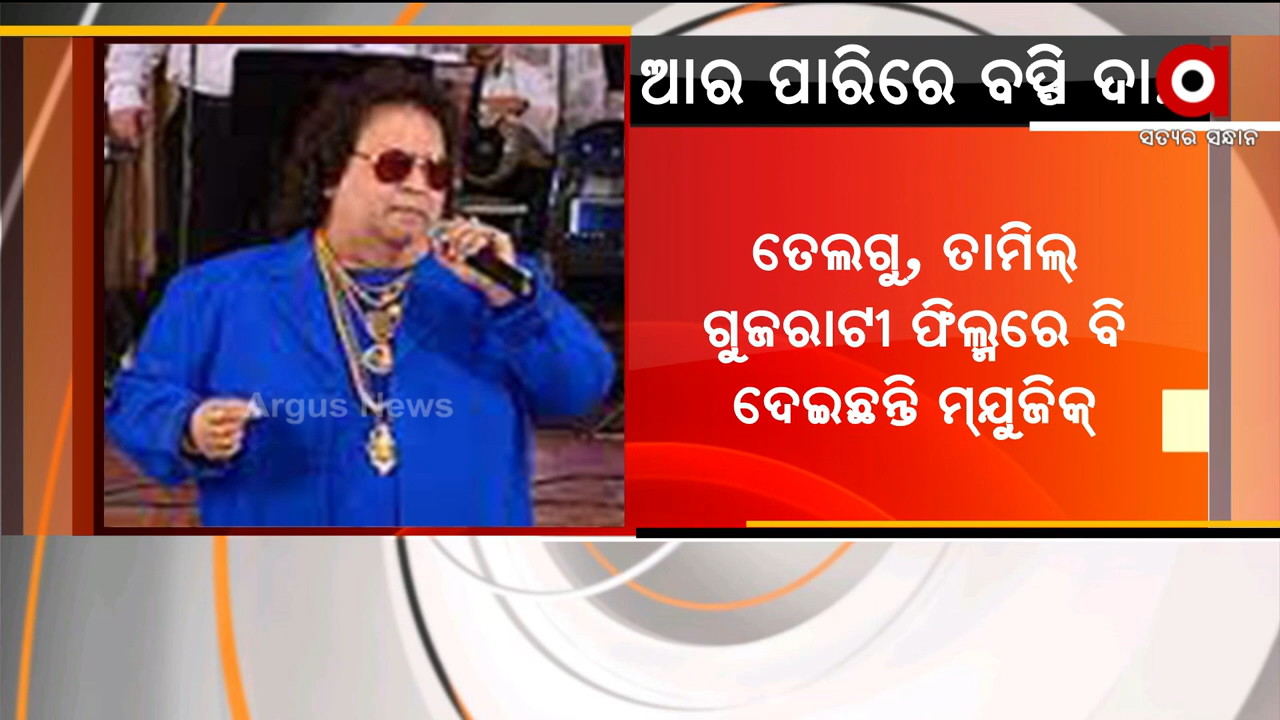 ଆର ପାରିରେ ବପ୍ପି ଦା
ସତ୍ୟର ସନ୍ଧାନ
ତେଲଗୁ, ତାମିଲ୍
ଗୁଜରାଟୀ ଫିଲ୍ମରେ ବି
ଦେଇଛନ୍ତି ମ୍ୟୁଜିକ୍
Argus News